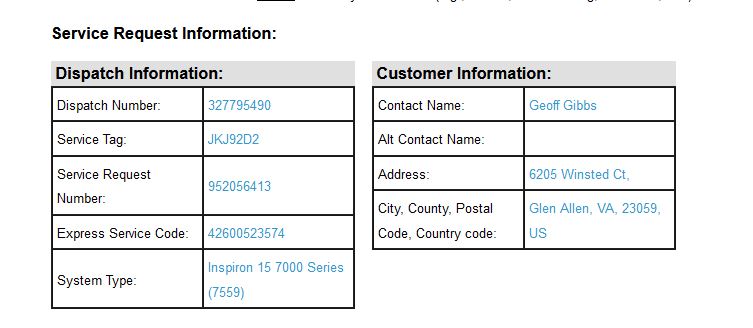 Service Request Information:
Dispatch Information:
Dispatch Number: 327795490
Service Tag: JKJ92D2
Service Request
Number: 952056413
Express Service Code: 42600523574
System Type: Inspiron 15 7000 Series
(7559)
Customer Information:
Contact Name: Geoff Gibbs
Alt Contact Name:
Address: 6205 Winsted Ct,
City, County, Postal Glen Allen, VA, 23059,
Code, Country code: US